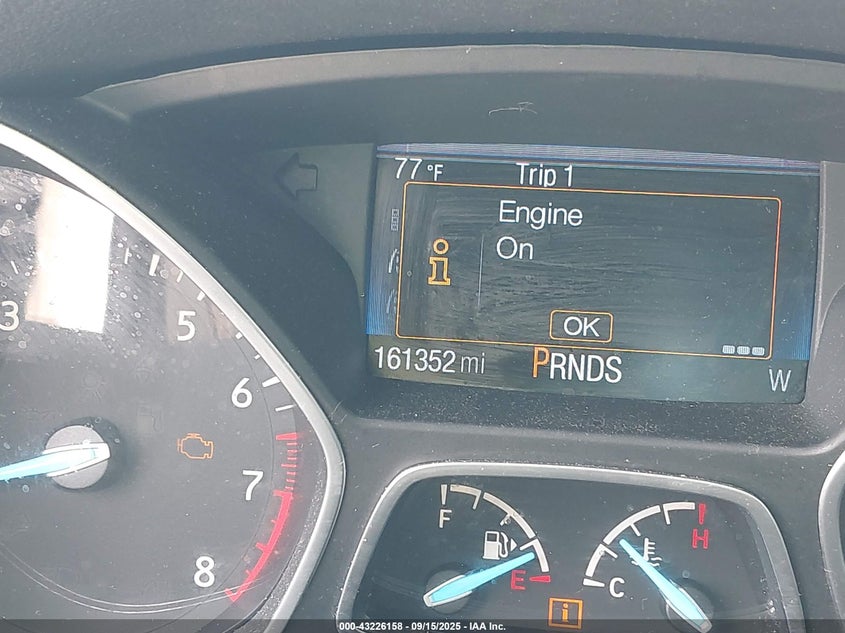 77°F Trip 1
Engine
On
OK
161352 mi PRNDS W
3
5
6
7
8
F
E
H
C
000-43226158 - 09/15/2025 - IAA Inc.